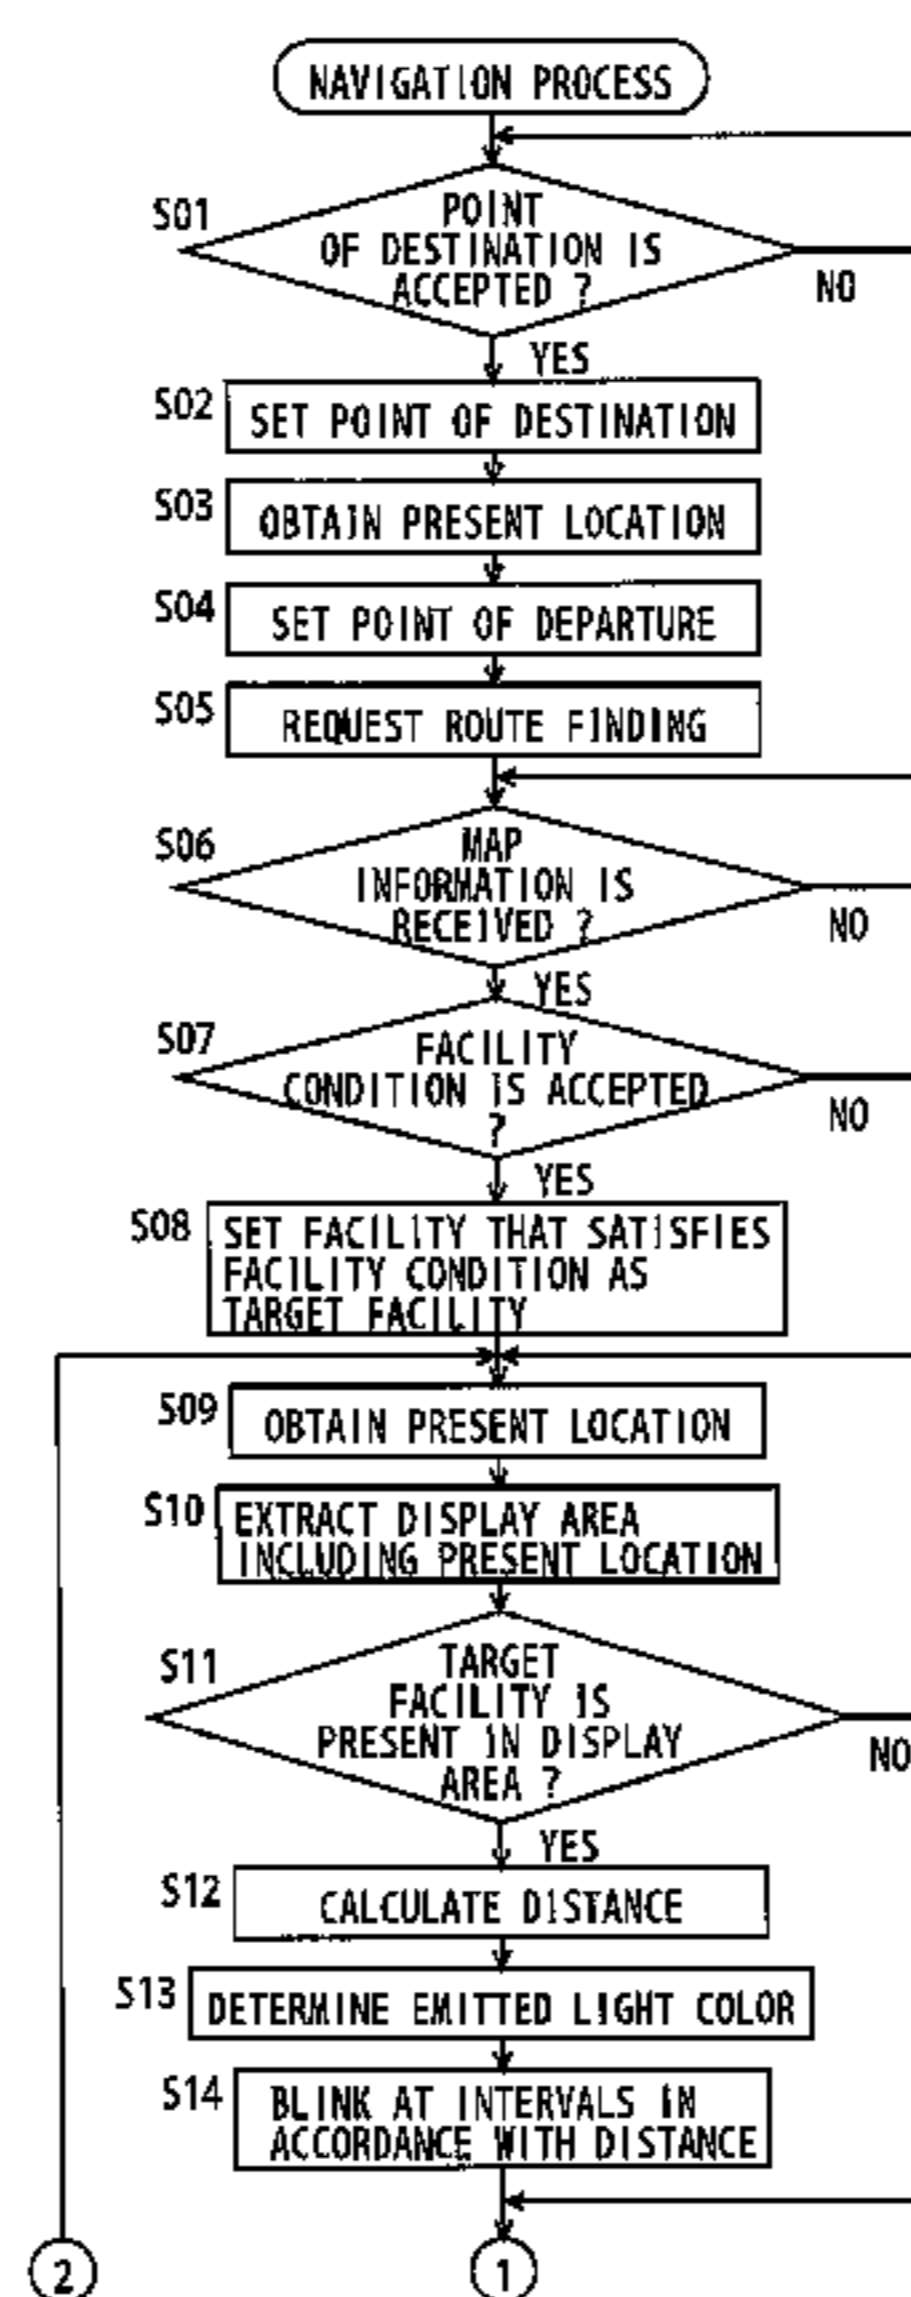 NAVIGATION PROCESS
S01
POINT
OF DESTINATION IS
ACCEPTED ?
NO
YES
S02
SET POINT OF DESTINATION
S03
OBTAIN PRESENT LOCATION
S04
SET POINT OF DEPARTURE
S05
REQUEST ROUTE FINDING
S06
MAP
INFORMATION IS
RECEIVED ?
NO
YES
S07
FACILITY
CONDITION IS ACCEPTED
?
NO
YES
S08
SET FACILITY THAT SATISFIES
FACILITY CONDITION AS
TARGET FACILITY
S09
OBTAIN PRESENT LOCATION
S10
EXTRACT DISPLAY AREA
INCLUDING PRESENT LOCATION
S11
TARGET
FACILITY IS
PRESENT IN DISPLAY
AREA ?
NO
YES
S12
CALCULATE DISTANCE
S13
DETERMINE EMITTED LIGHT COLOR
S14
BLINK AT INTERVALS IN
ACCORDANCE WITH DISTANCE
2
1